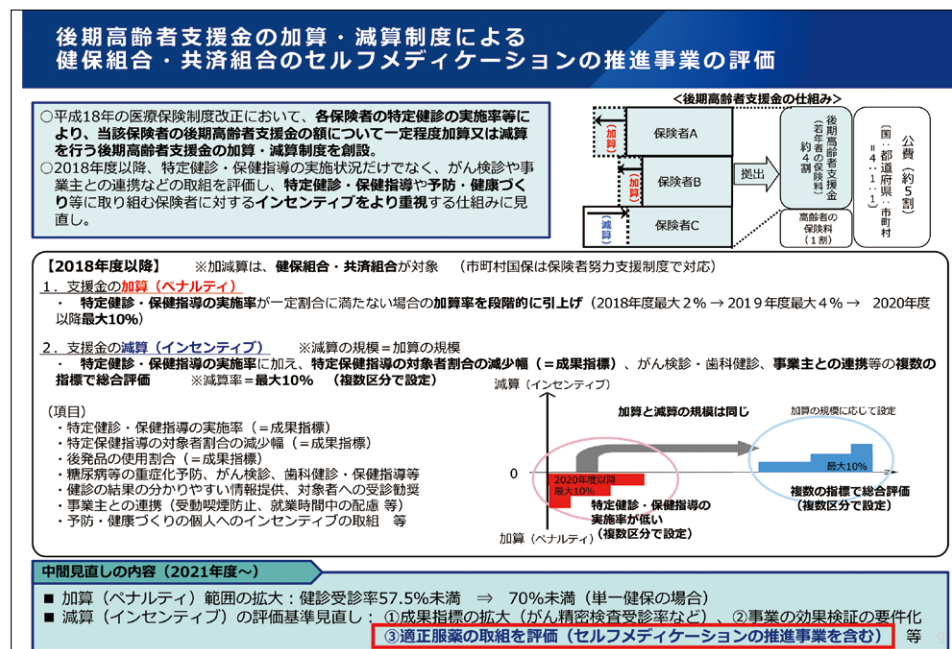 後期高齢者支援金の加算・減算制度による
健保組合・共済組合のセルフメディケーションの推進事業の評価
○平成18年の医療保険制度改正において、各保険者の特定健診の実施率等に
より、当該保険者の後期高齢者支援金の額について一定程度加算又は減算
を行う後期高齢者支援金の加算・減算制度を創設。
○2018年度以降、特定健診・保健指導の実施状況だけでなく、がん検診や事
業主との連携などの取組を評価し、特定健診・保健指導や予防・健康づく
り等に取り組む保険者に対するインセンティブをより重視する仕組みに見
直し。
<後期高齢者支援金の仕組み>
(加算)
保険者A
(加算)
保険者B
(減算)
保険者C
拠出
後期高齢者支援金
(若年者の保険料)
約4割
高齢者の
保険料
(1割)
公費(約5割)
〔国:都道府県:市町村
=4:1:1〕
【2018年度以降】 ※加減算は、健保組合・共済組合が対象 (市町村国保は保険者努力支援制度で対応)
1.支援金の加算(ペナルティ)
・ 特定健診・保健指導の実施率が一定割合に満たない場合の加算率を段階的に引上げ(2018年度最大2%→2019年度最大4%→ 2020年度
以降最大10%)
2.支援金の減算(インセンティブ) ※減算の規模=加算の規模
・ 特定健診・保健指導の実施率に加え、特定保健指導の対象者割合の減少幅(=成果指標)、がん検診・歯科健診、事業主との連携等の複数の
指標で総合評価 ※減算率=最大10% (複数区分で設定)
(項目)
・特定健診・保健指導の実施率(=成果指標)
・特定保健指導の対象者割合の減少幅(=成果指標)
・後発品の使用割合(=成果指標)
・糖尿病等の重症化予防、がん検診、歯科健診・保健指導等
・健診の結果の分かりやすい情報提供、対象者への受診勧奨
・事業主との連携(受動喫煙防止、就業時間中の配慮 等)
・予防・健康づくりの個人へのインセンティブの取組 等
減算(インセンティブ)
加算と減算の規模は同じ
加算の規模に応じて設定
最大10%
0
2020年度以降
最大10%
特定健診・保健指導の
実施率が低い
(複数区分で設定)
複数の指標で総合評価
(複数区分で設定)
加算(ペナルティ)
中間見直しの内容(2021年度~)
■ 加算(ペナルティ)範囲の拡大:健診受診率57.5%未満 ⇒ 70%未満(単一健保の場合)
■ 減算(インセンティブ)の評価基準見直し:①成果指標の拡大(がん精密検査受診率など)、②事業の効果検証の要件化
③適正服薬の取組を評価(セルフメディケーションの推進事業を含む) 等